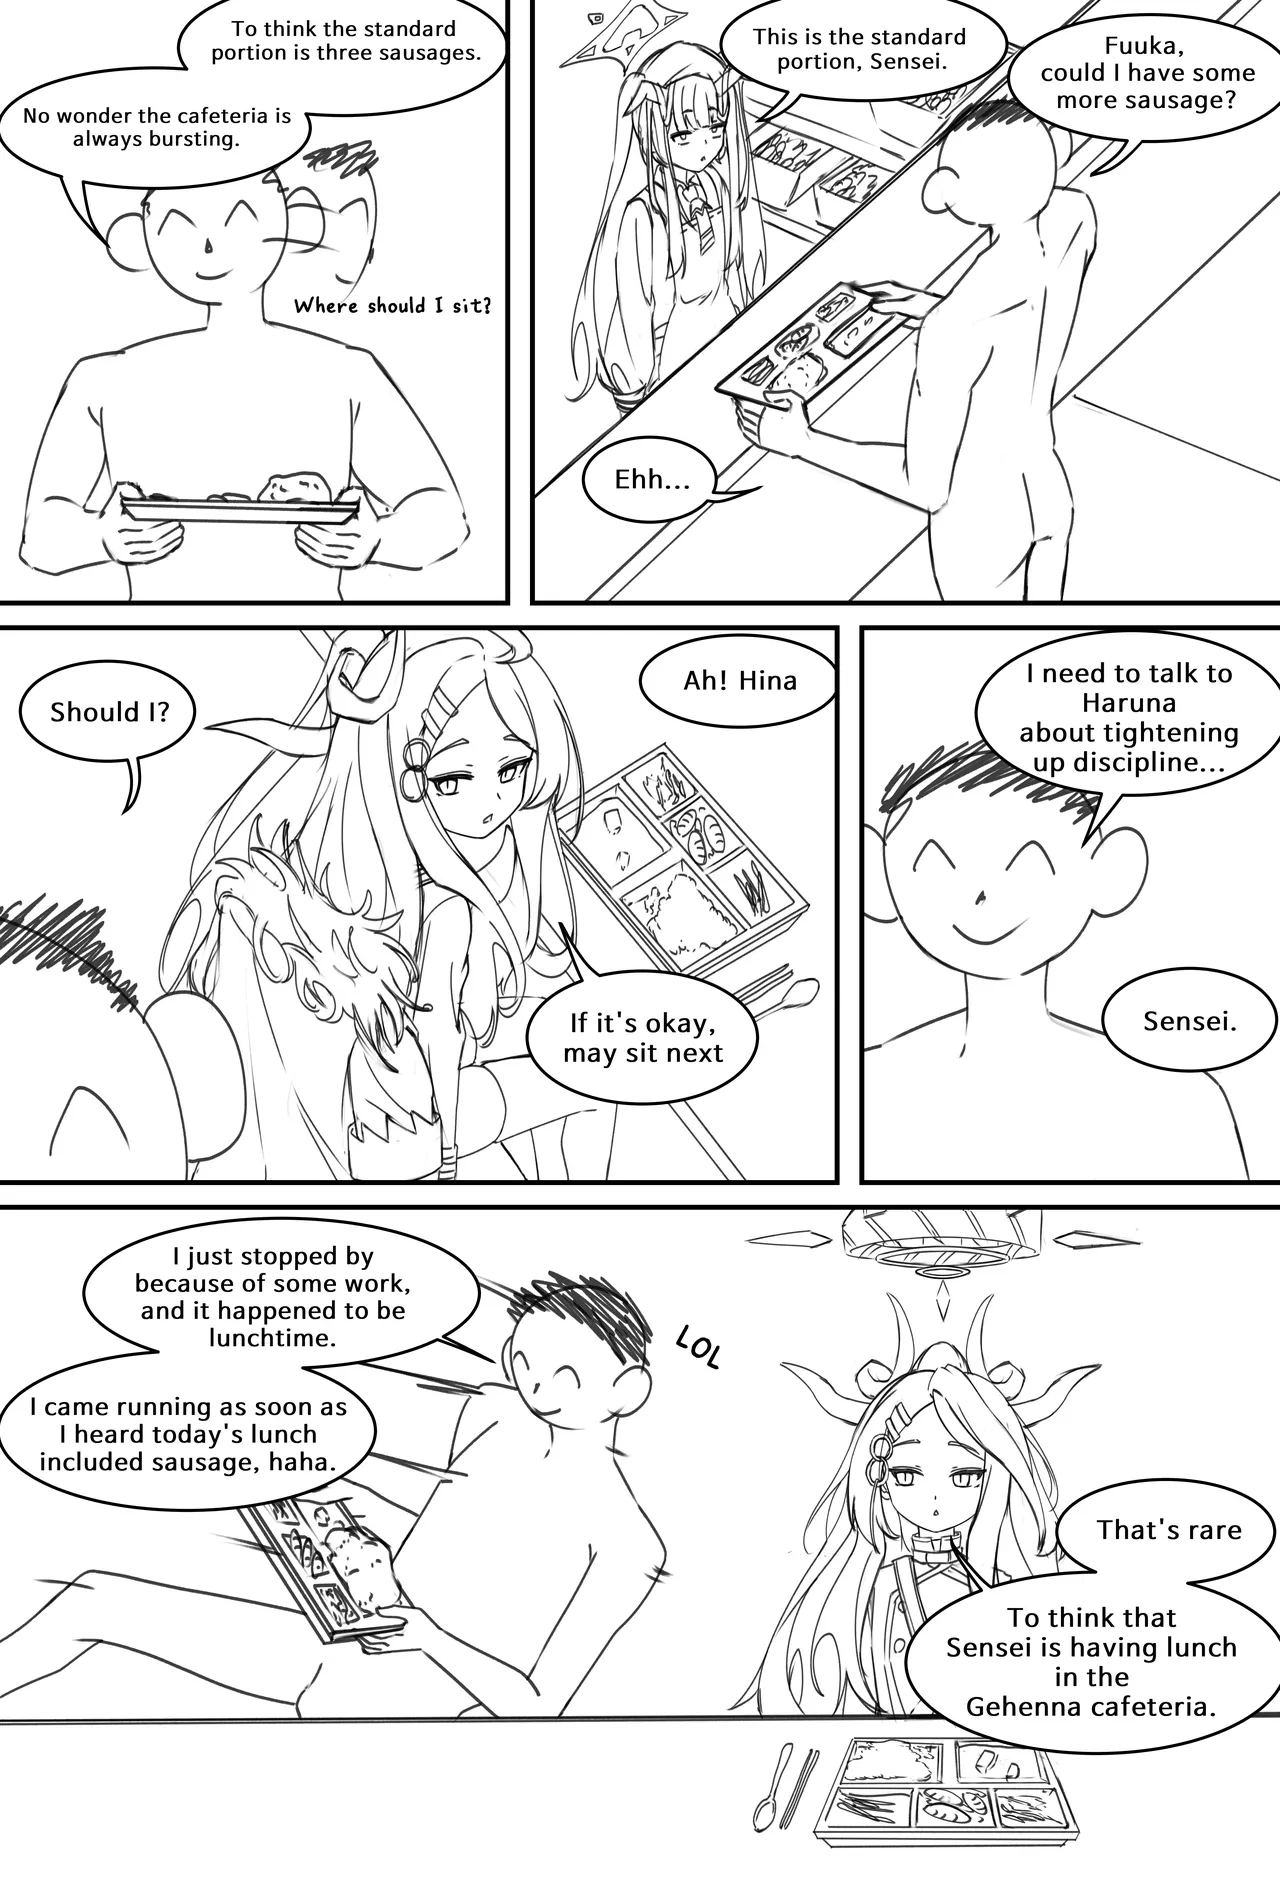 Fuuka,
could I have some
more sausage?
This is the standard
portion, Sensei.
Ehh...
To think the standard
portion is three sausages.
No wonder the cafeteria is
always bursting.
Where should I sit?
I need to talk to
Haruna
about tightening
up discipline...
Sensei.
Ah! Hina
If it's okay,
may sit next
Should I?
I just stopped by
because of some work,
and it happened to be
lunchtime.
I came running as soon as
I heard today's lunch
included sausage, haha.
LOL
That's rare
To think that
Sensei is having lunch
in the
Gehenna cafeteria.